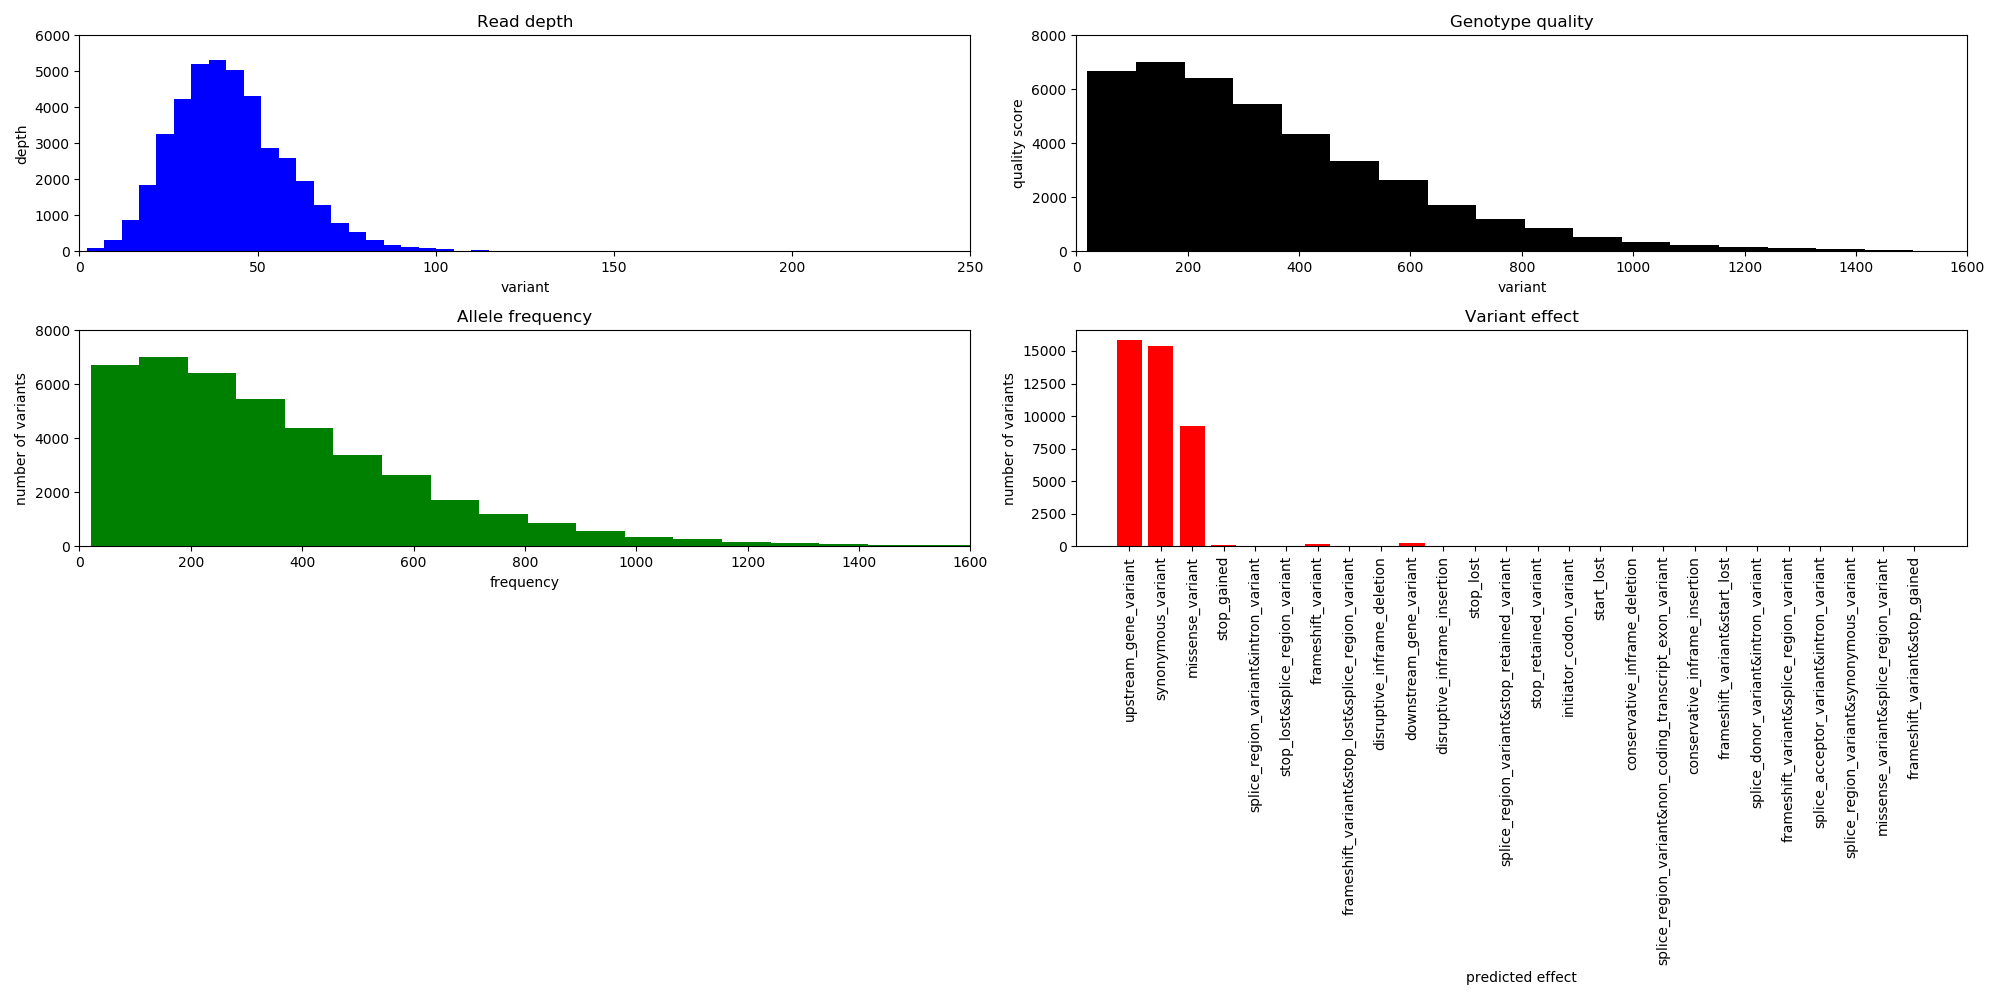 Read depth
6000
5000
4000
3000
2000
1000
0
depth
0 50 100 150 200 250
variant
Genotype quality
8000
6000
4000
2000
0
quality score
0 200 400 600 800 1000 1200 1400 1600
variant
Allele frequency
8000
6000
4000
2000
0
number of variants
0 200 400 600 800 1000 1200 1400 1600
frequency
Variant effect
15000
12500
10000
7500
5000
2500
0
number of variants
upstream_gene_variant
synonymous_variant
missense_variant
stop_gained
splice_region_variant&intron_variant
stop_lost&splice_region_variant
frameshift_variant
frameshift_variant&stop_lost&splice_region_variant
disruptive_inframe_deletion
downstream_gene_variant
disruptive_inframe_insertion
stop_lost
splice_region_variant&stop_retained_variant
stop_retained_variant
initiator_codon_variant
start_lost
conservative_inframe_deletion
splice_region_variant&non_coding_transcript_exon_variant
conservative_inframe_insertion
frameshift_variant&start_lost
splice_donor_variant&intron_variant
frameshift_variant&splice_region_variant
splice_acceptor_variant&intron_variant
splice_region_variant&synonymous_variant
missense_variant&splice_region_variant
frameshift_variant&stop_gained
predicted effect